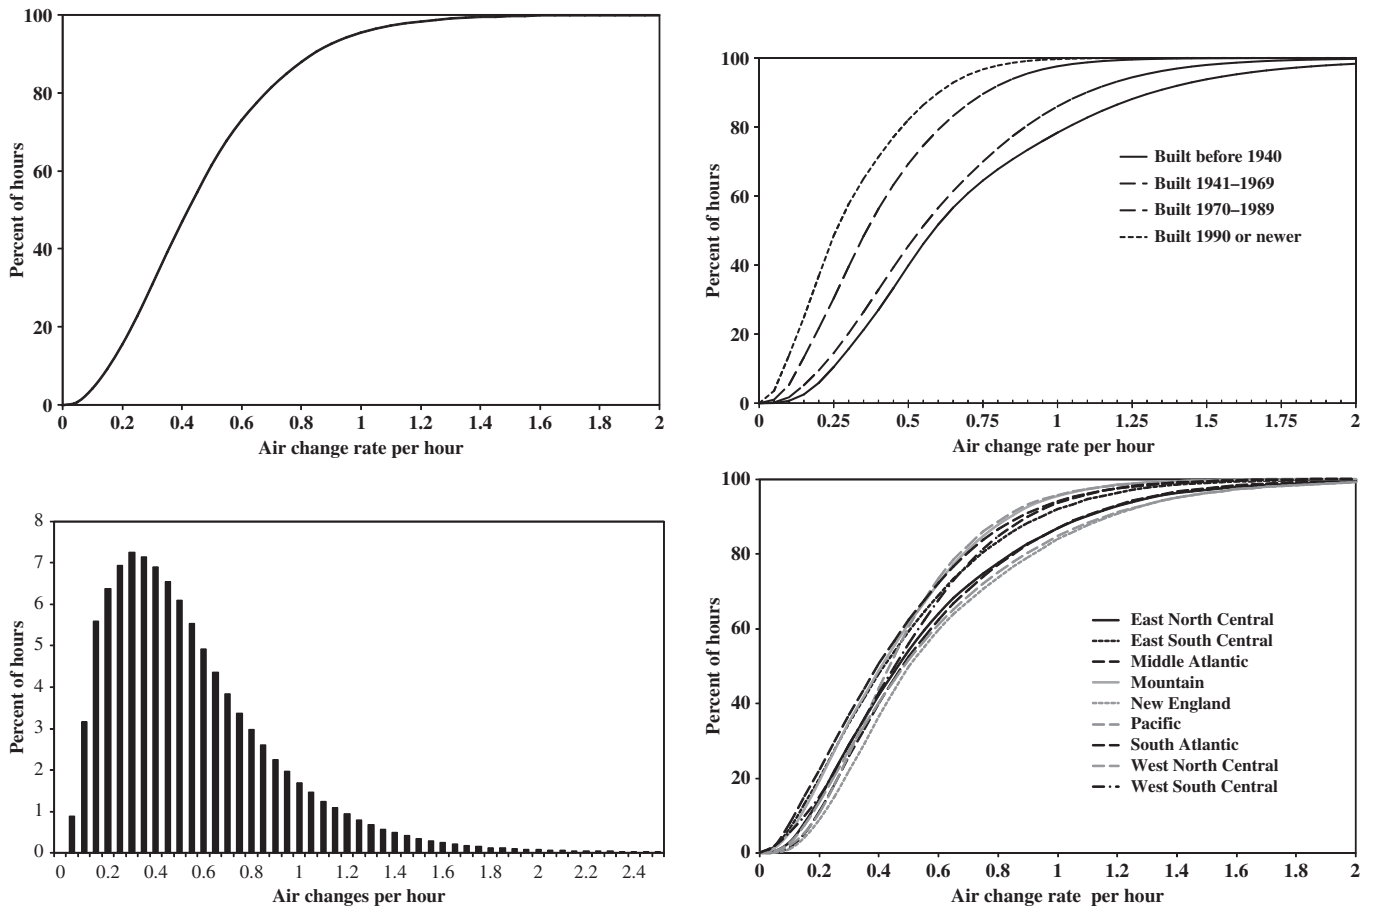 100
80
60
40
20
0
Percent of hours
0 0.2 0.4 0.6 0.8 1 1.2 1.4 1.6 1.8 2
Air change rate per hour
100
80
60
40
20
0
Percent of hours
Built before 1940
Built 1941–1969
Built 1970–1989
Built 1990 or newer
0 0.25 0.5 0.75 1 1.25 1.5 1.75 2
Air change rate per hour
8
7
6
5
4
3
2
1
0
Percent of hours
0 0.2 0.4 0.6 0.8 1 1.2 1.4 1.6 1.8 2 2.2 2.4
Air changes per hour
100
80
60
40
20
0
Percent of hours
East North Central
East South Central
Middle Atlantic
Mountain
New England
Pacific
South Atlantic
West North Central
West South Central
0 0.2 0.4 0.6 0.8 1 1.2 1.4 1.6 1.8 2
Air change rate per hour